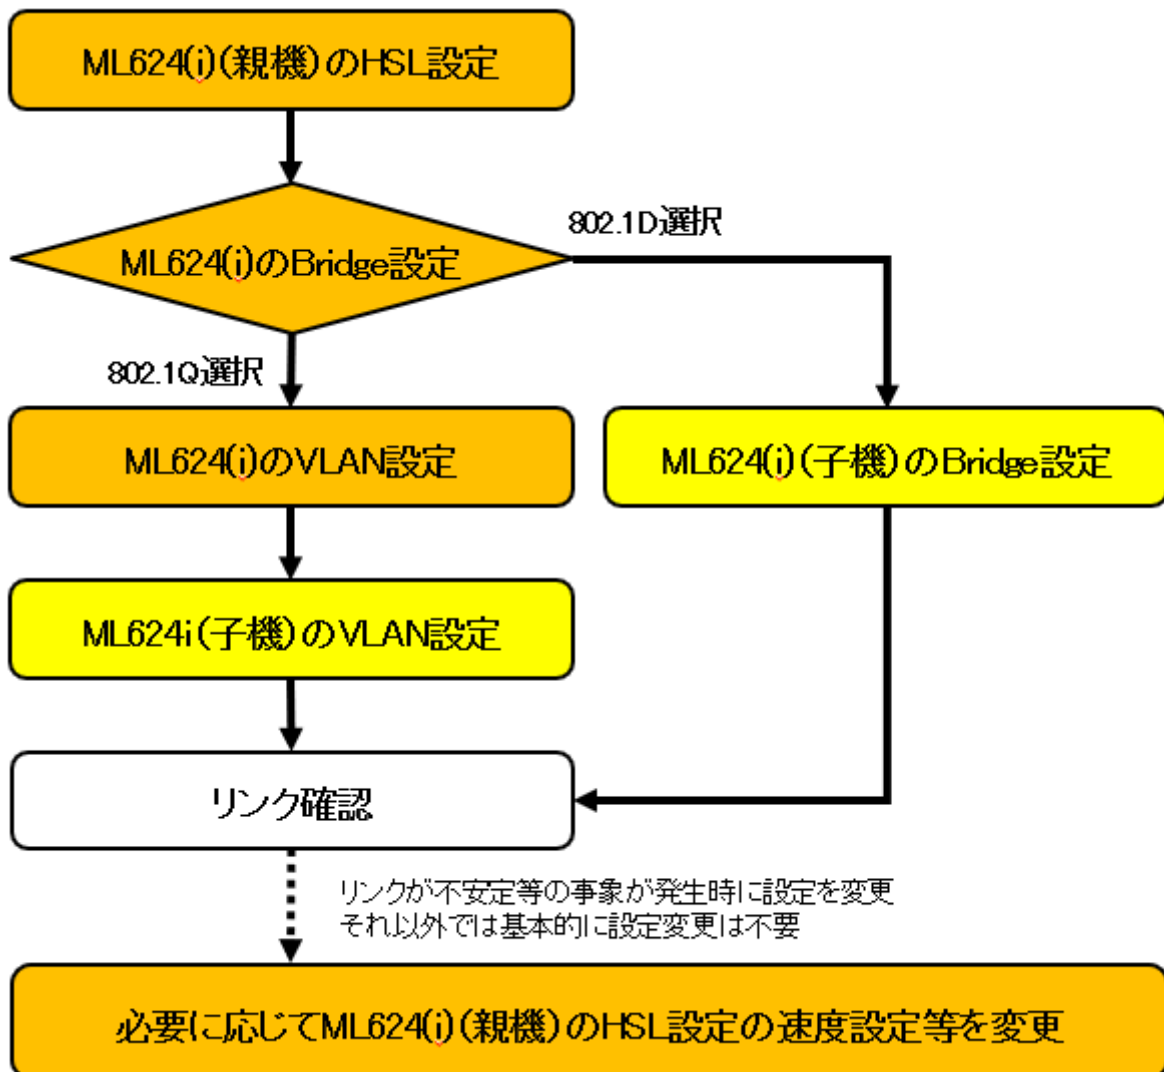 ML624(i)(親機)のHSL設定
802.1D選択
ML624(i)のBridge設定
802.1Q選択
ML624(i)のVLAN設定
ML624(i)(子機)のBridge設定
ML624i(子機)のVLAN設定
リンク確認
リンクが不安定等の事象が発生時に設定を変更
それ以外では基本的に設定変更は不要
必要に応じてML624(i)(親機)のHSL設定の速度設定等を変更